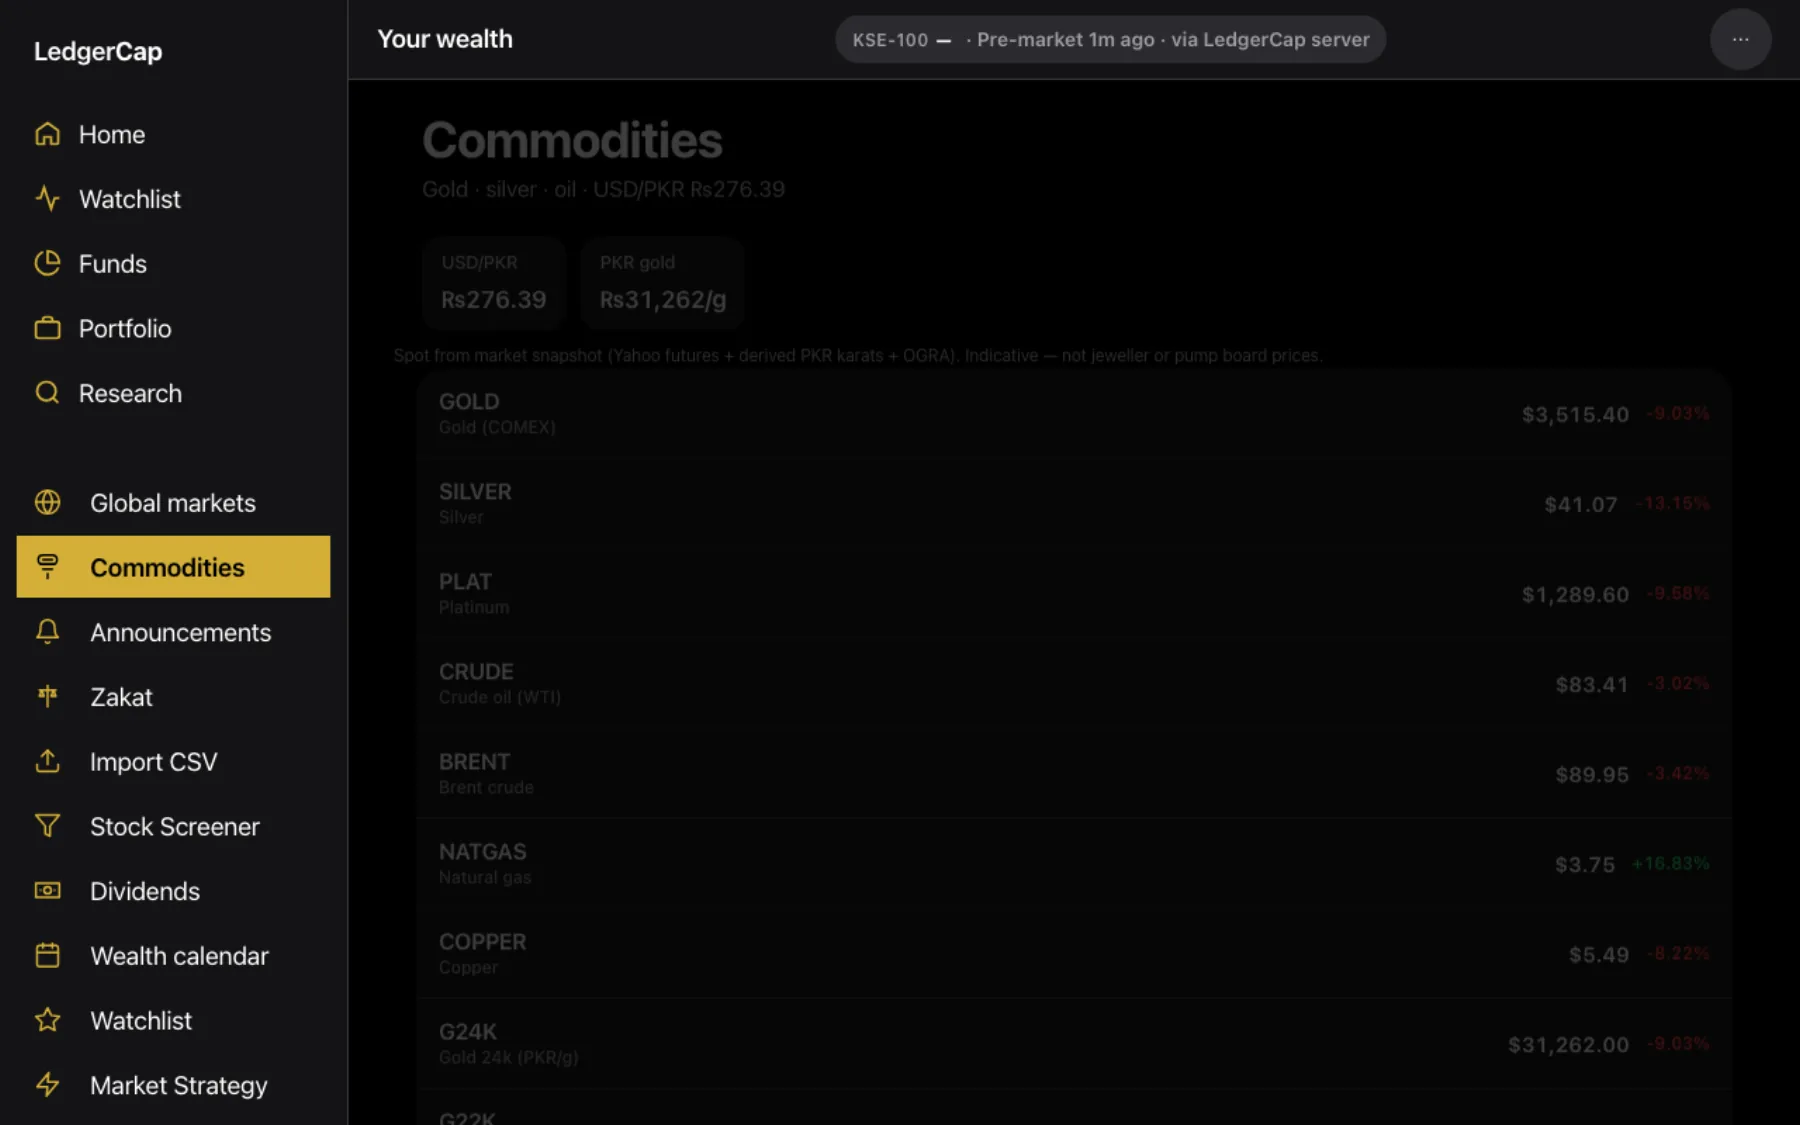 LedgerCap
Home
Watchlist
Funds
Portfolio
Research
Global markets
Commodities
Announcements
Zakat
Import CSV
Stock Screener
Dividends
Wealth calendar
Watchlist
Market Strategy
Your wealth
KSE-100 — · Pre-market 1m ago · via LedgerCap server
...
Commodities
Gold · silver · oil · USD/PKR Rs276.39
USD/PKR
Rs276.39
PKR gold
Rs31,262/g
Spot from market snapshot (Yahoo futures + derived PKR karats + OGRA). Indicative — not jeweller or pump board prices.
GOLD
Gold (COMEX)
$3,515.40 -9.03%
SILVER
Silver
$41.07 -13.15%
PLAT
Platinum
$1,289.60 -9.58%
CRUDE
Crude oil (WTI)
$83.41 -3.02%
BRENT
Brent crude
$89.95 -3.42%
NATGAS
Natural gas
$3.75 +16.83%
COPPER
Copper
$5.49 -8.22%
G24K
Gold 24k (PKR/g)
$31,262.00 -9.03%
G22K